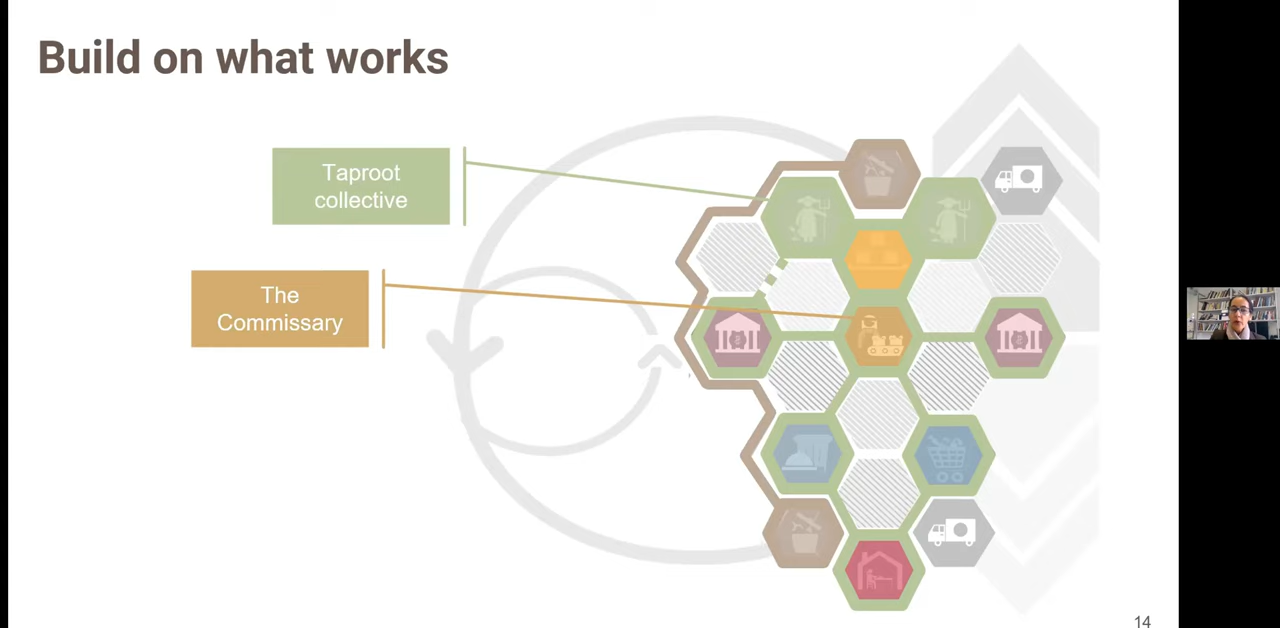 Build on what works
Taproot
collective
The
Commissary
14